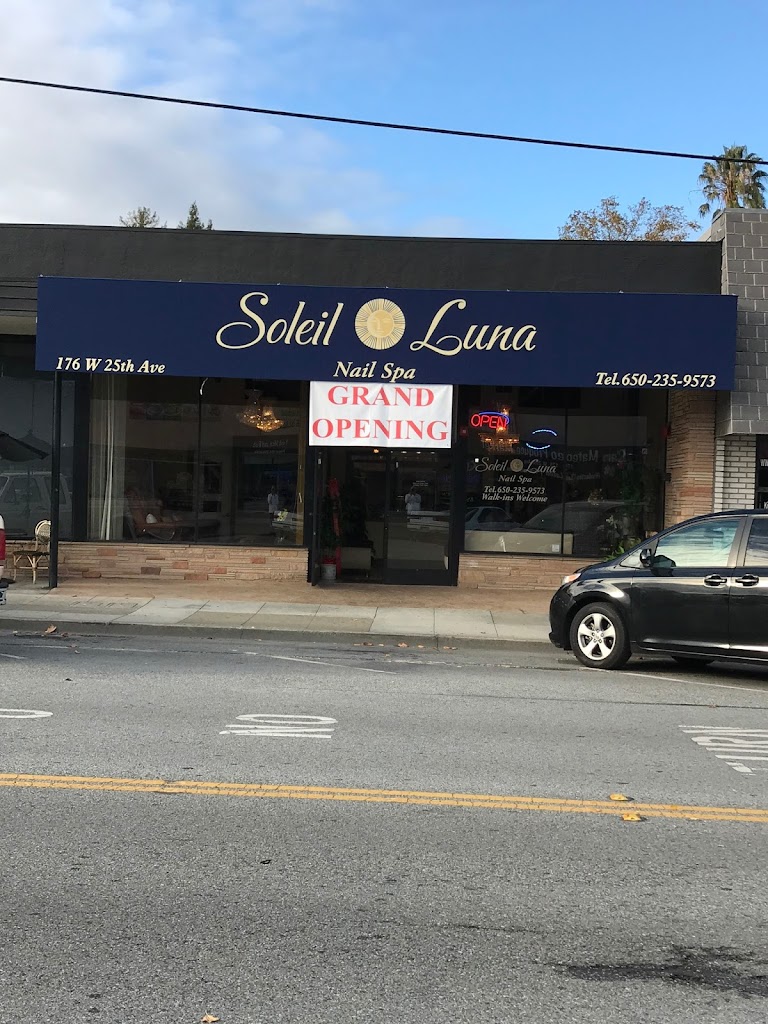 Soleil Luna
Nail Spa
176 W 25th Ave
Tel. 650-235-9573
GRAND
OPENING
OPEN
Soleil Luna
Nail Spa
Tel. 650-235-9573
Walk-ins Welcome